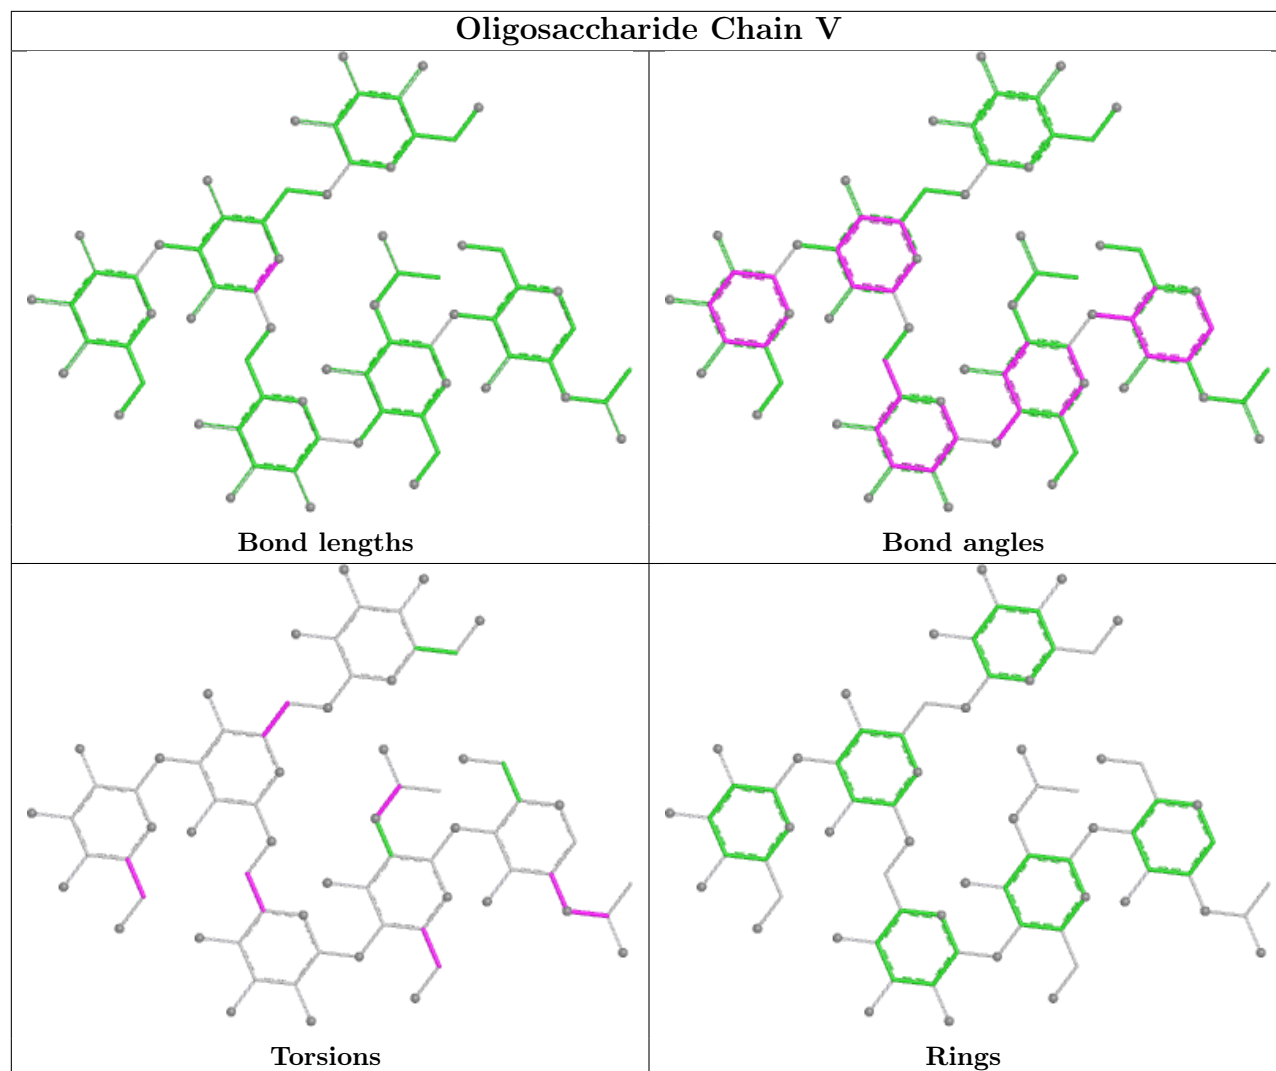 Oligosaccharide Chain V
Bond lengths
Bond angles
Torsions
Rings